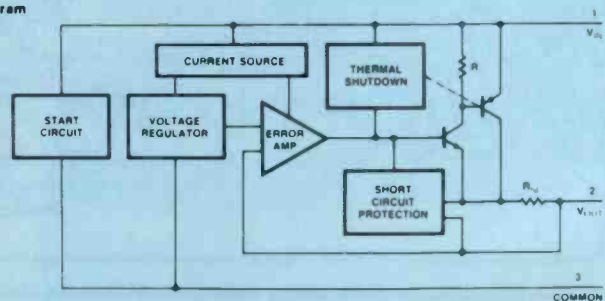 ram
1
CURRENT SOURCE
THERMAL
SHUTDOWN
R
START
CIRCUIT
VOLTAGE
REGULATOR
ERROR
AMP
SHORT
CIRCUIT
PROTECTION
2
3
COMMON